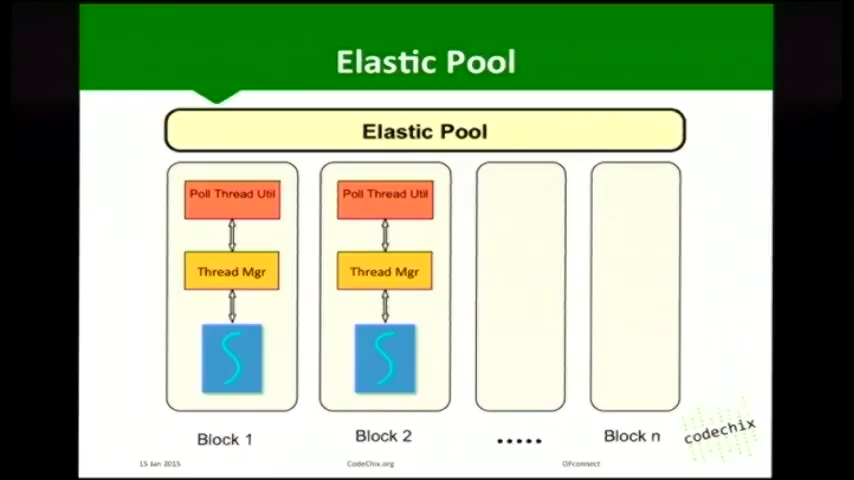 Elastic Pool
Elastic Pool
Poll Thread Util
Poll Thread Util
Thread Mgr
Thread Mgr
Block 1
Block 2
.....
Block n
codechix
15 Jan 2015
CodeChix.org
OFconnect